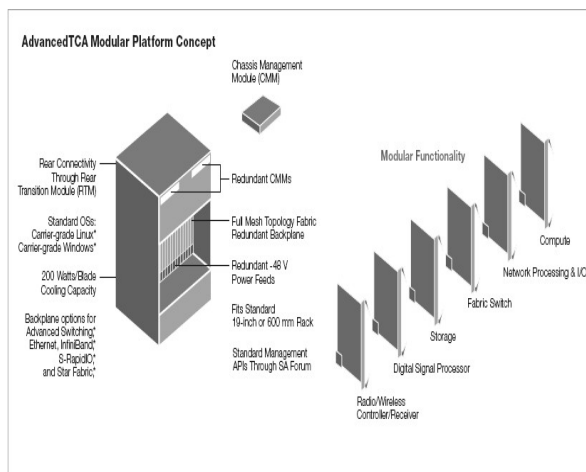 AdvancedTCA Modular Platform Concept
Chassis Management
Module (CMM)
Rear Connectivity
Through Rear
Transition Module (RTM)
Redundant CMMs
Standard OSs:
Carrier-grade Linux*
Carrier-grade Windows*
Full Mesh Topology Fabric
Redundant Backplane
200 Watts/Blade
Cooling Capacity
Redundant -48 V
Power Feeds
Backplane options for
Advanced Switching,*
Ethernet, InfiniBand,*
S-RapidIO,*
and Star Fabric,*
Fits Standard
19-inch or 600 mm Rack
Standard Management
APIs Through SA Forum
Modular Functionality
Compute
Network Processing & I/O
Fabric Switch
Storage
Digital Signal Processor
Radio/Wireless
Controller/Receiver